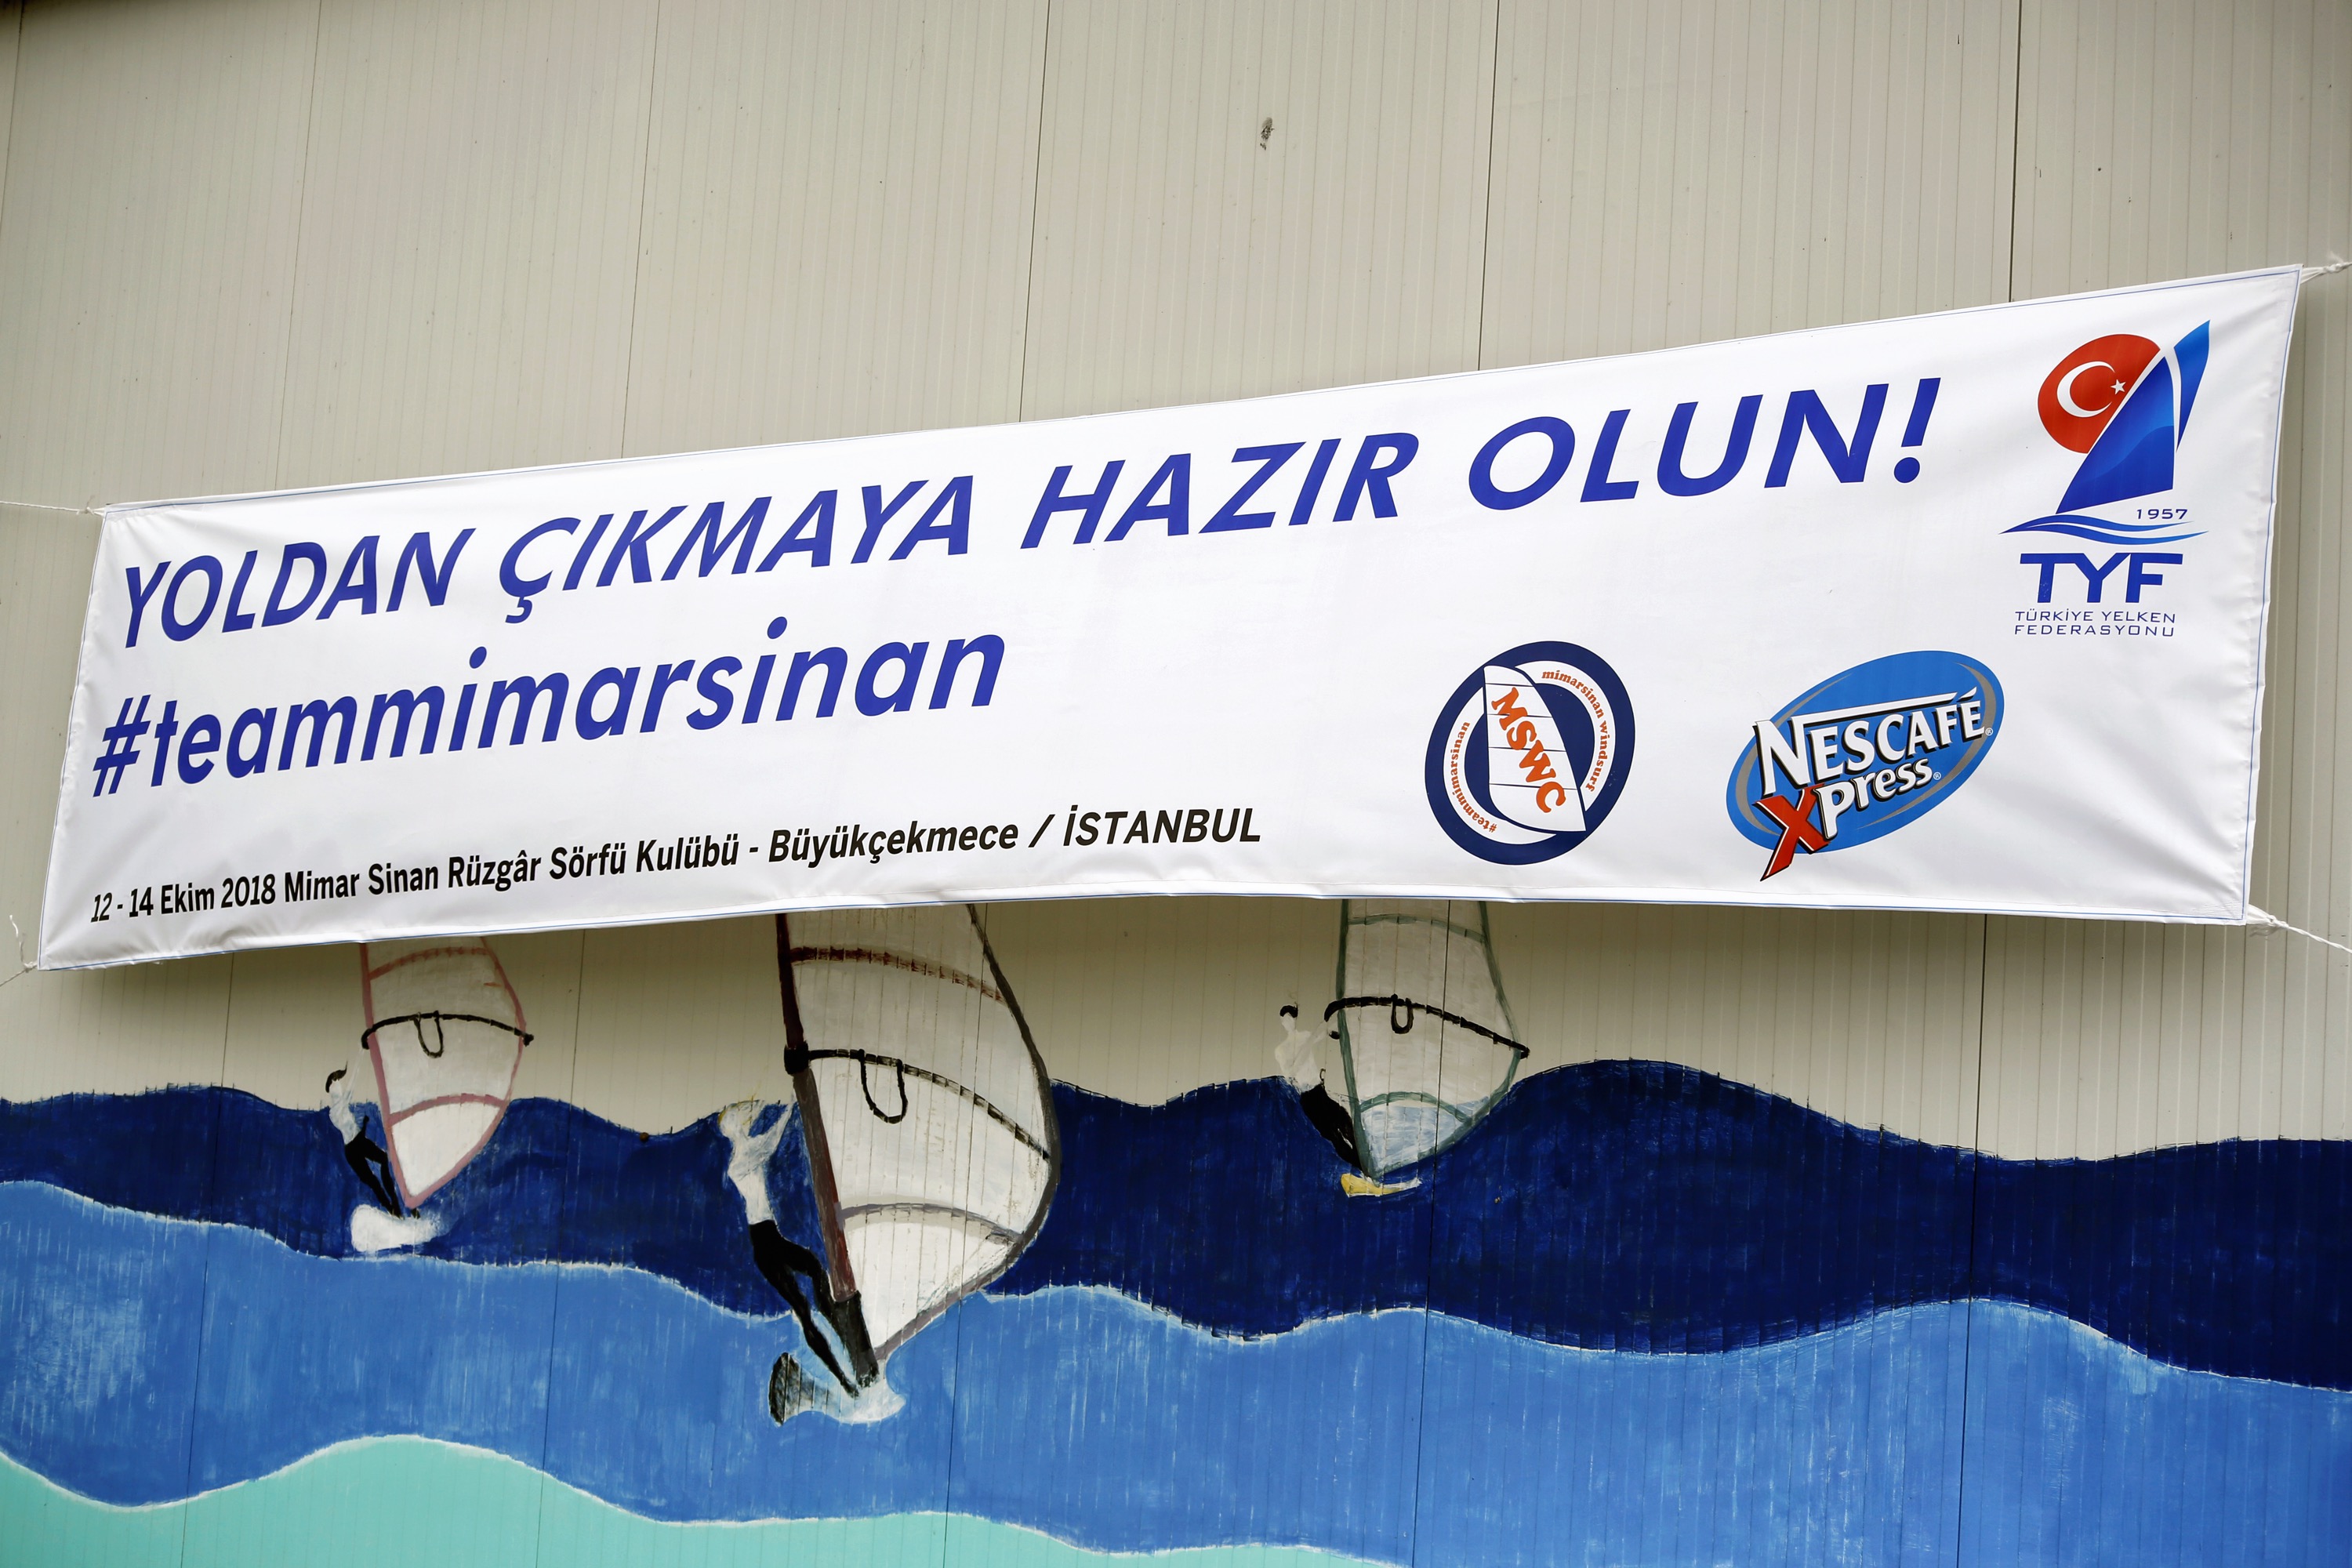 YOLDAN ÇIKMAYA HAZIR OLUN!
#teammimarsinan
12 - 14 Ekim 2018 Mimar Sinan Rüzgâr Sörfü Kulübü - Büyükçekmece / İSTANBUL
1957
TYF
TÜRKİYE YELKEN
FEDERASYONU
mimarsinan windsurf
MSWC
#teammimarsinan
NESCAFÉ®
Xpress®